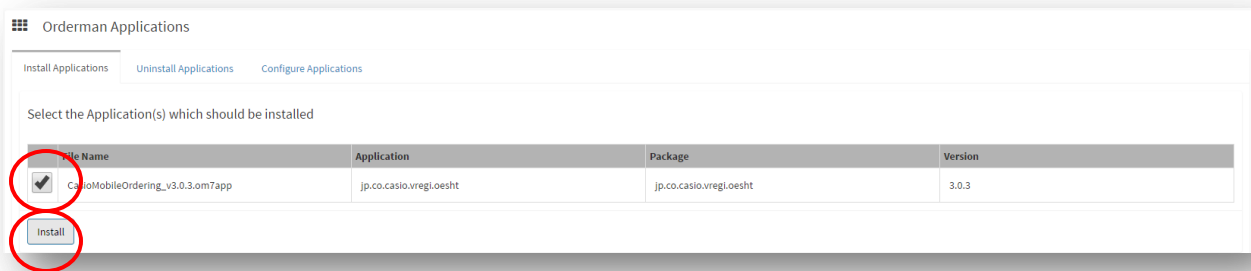 Orderman Applications
Install Applications Uninstall Applications Configure Applications
Select the Application(s) which should be installed
File Name Application Package Version
CasioMobileOrdering_v3.0.3.om7app jp.co.casio.vregi.oesht jp.co.casio.vregi.oesht 3.0.3
Install